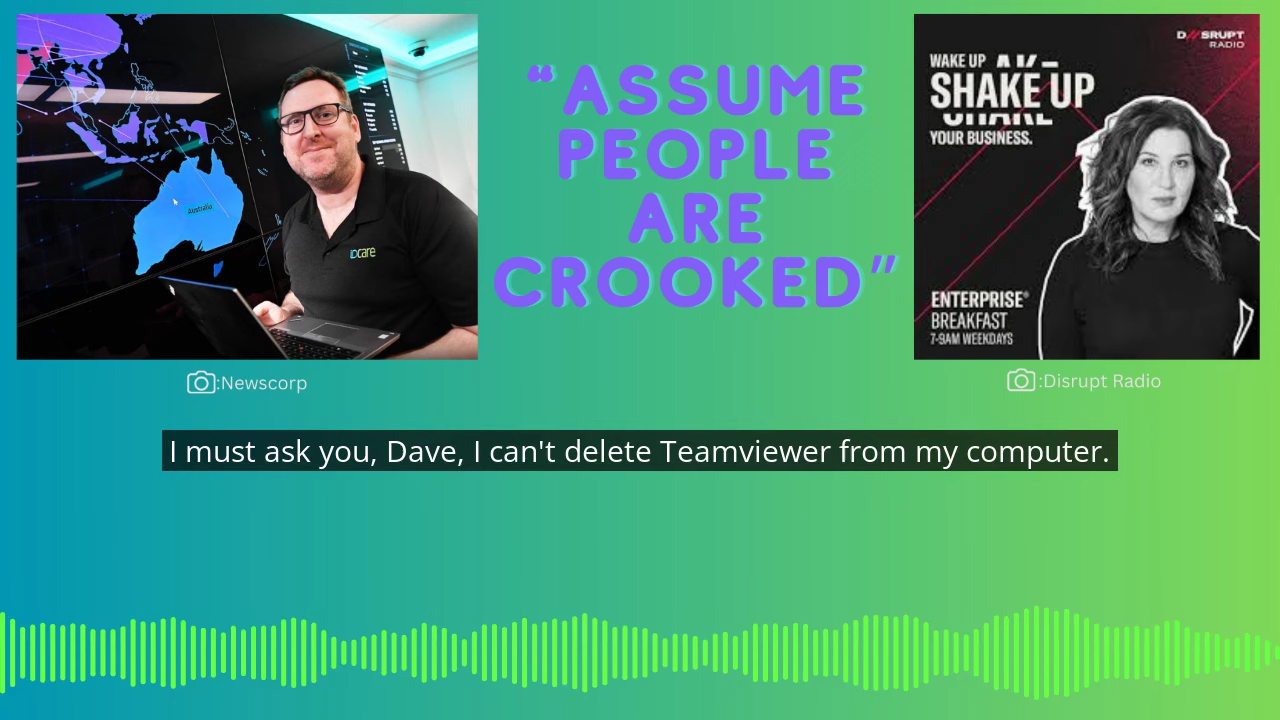 Australia
IDCARE
:Newscorp
“ASSUME
PEOPLE
ARE
CROOKED”
D//SRUPT
RADIO
WAKE UP
SHAKE UP
YOUR BUSINESS.
ENTERPRISE®
BREAKFAST
7-9AM WEEKDAYS
:Disrupt Radio
I must ask you, Dave, I can't delete Teamviewer from my computer.